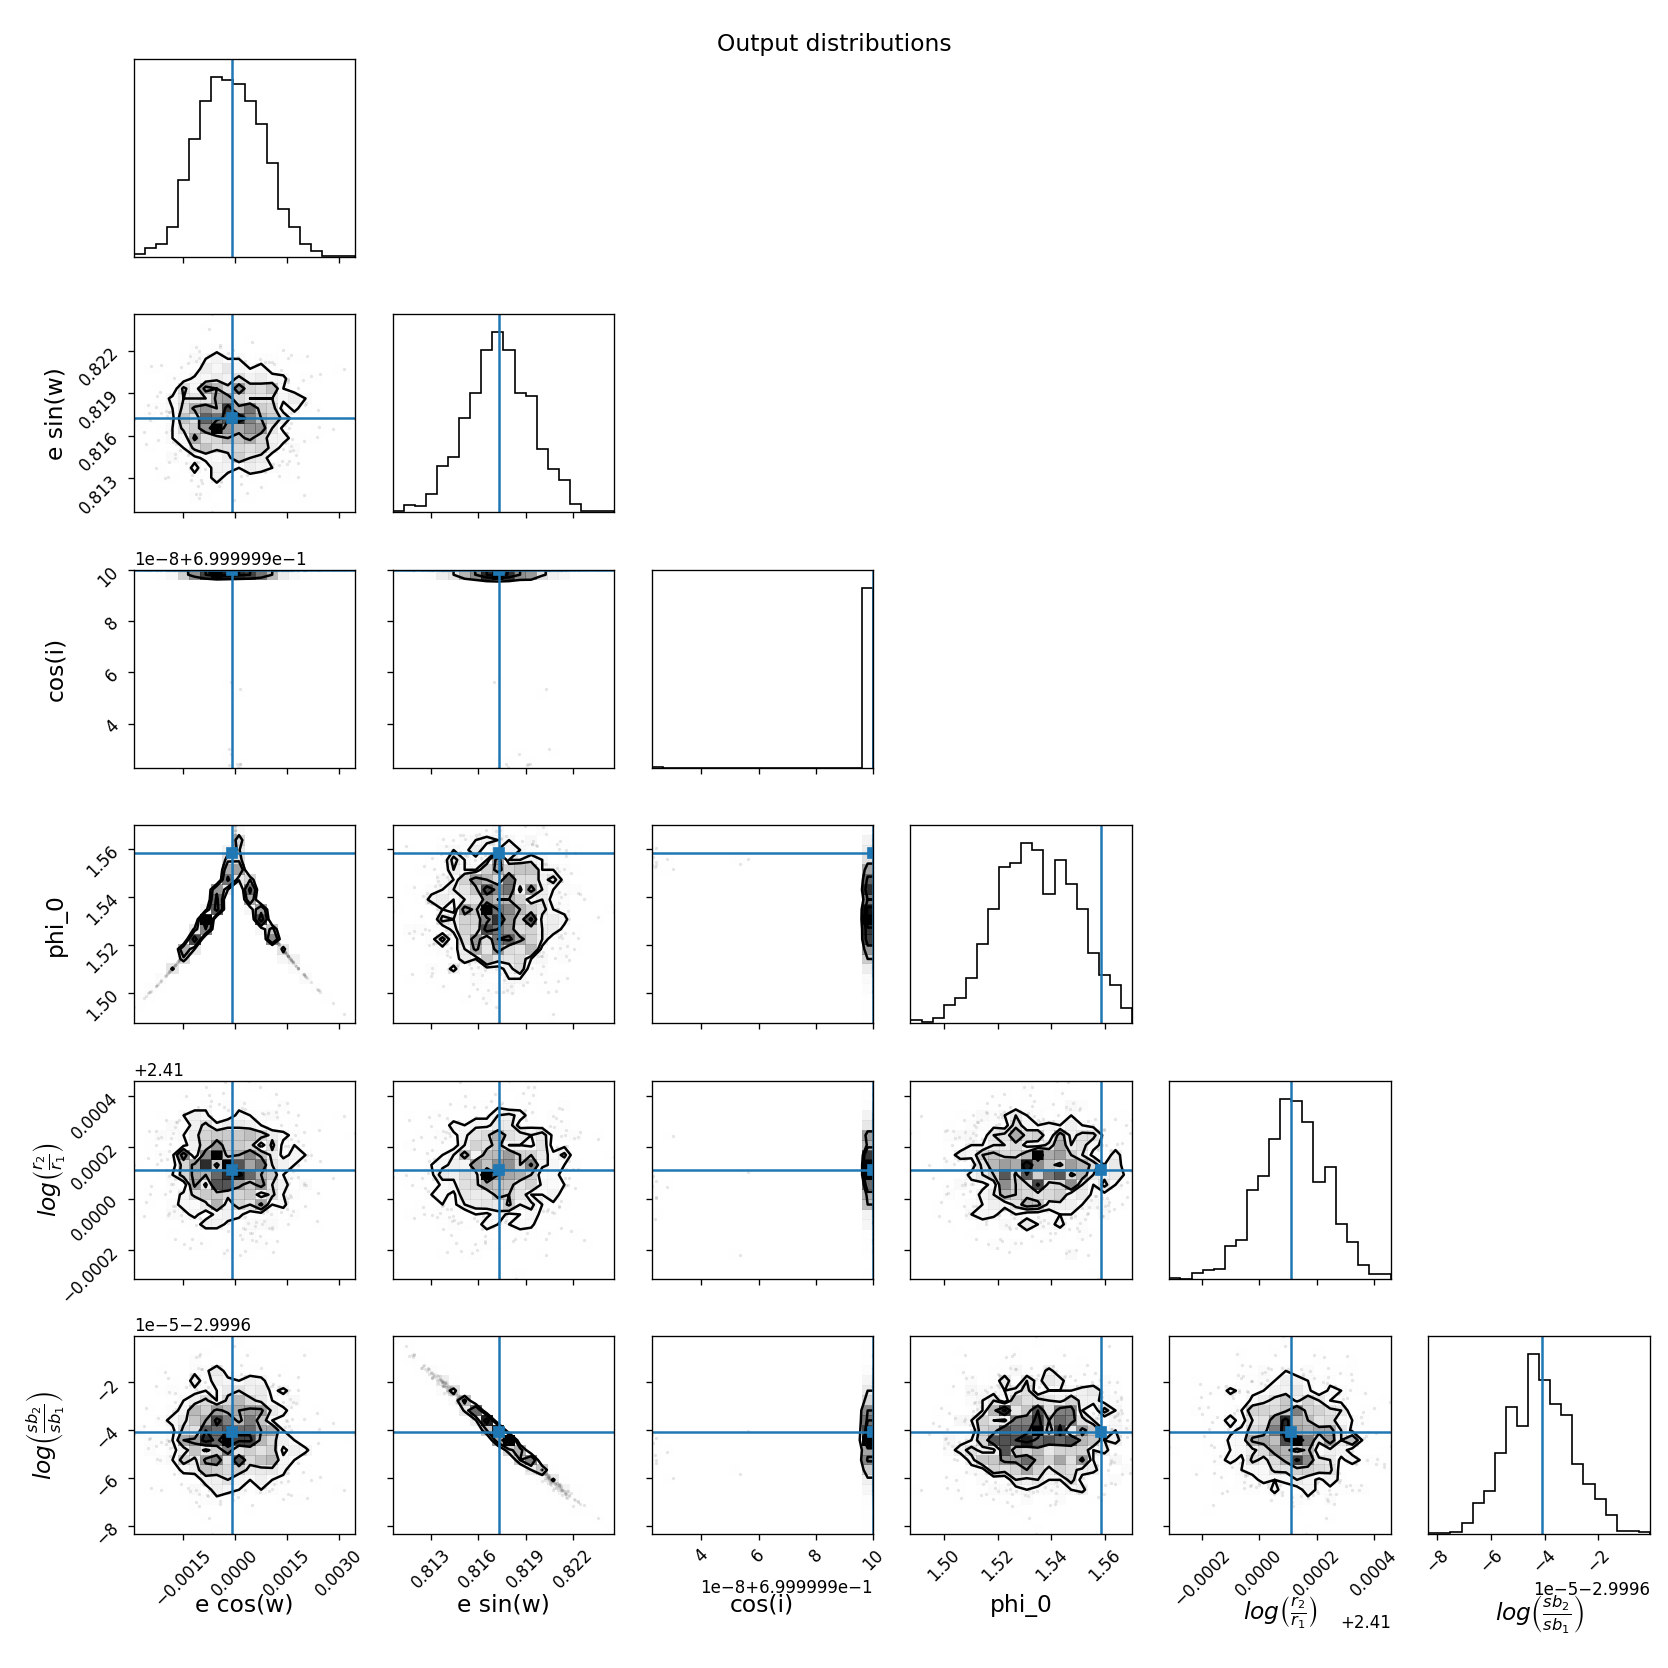 Output distributions
e sin(w)
0.822
0.819
0.816
0.813
1e−8+6.999999e−1
cos(i)
10
8
6
4
phi_0
1.56
1.54
1.52
1.50
+2.41
log(r2/r1)
0.0004
0.0002
0.0000
−0.0002
1e−5−2.9996
log(sb2/sb1)
−2
−4
−6
−8
−0.0015 0.0000 0.0015 0.0030
0.813 0.816 0.819 0.822
4 6 8 10
1.50 1.52 1.54 1.56
−0.0002 0.0000 0.0002 0.0004
−8 −6 −4 −2
1e−8+6.999999e−1
1e−5−2.9996
e cos(w)
e sin(w)
cos(i)
phi_0
log(r2/r1)
+2.41
log(sb2/sb1)